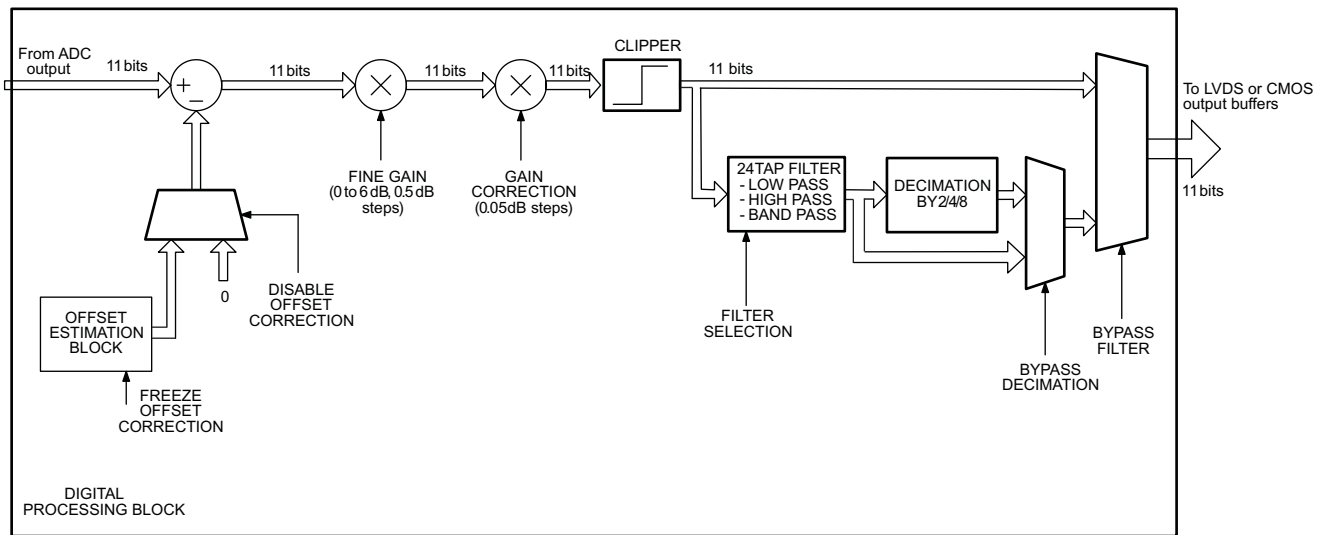 From ADC
output
11 bits
+
−
11 bits
11 bits
11 bits
CLIPPER
11 bits
To LVDS or CMOS
output buffers
11 bits
FINE GAIN
(0 to 6 dB, 0.5 dB
steps)
GAIN
CORRECTION
(0.05dB steps)
24TAP FILTER
- LOW PASS
- HIGH PASS
- BAND PASS
DECIMATION
BY2/4/8
0
DISABLE
OFFSET
CORRECTION
OFFSET
ESTIMATION
BLOCK
FREEZE
OFFSET
CORRECTION
FILTER
SELECTION
BYPASS
DECIMATION
BYPASS
FILTER
DIGITAL
PROCESSING BLOCK